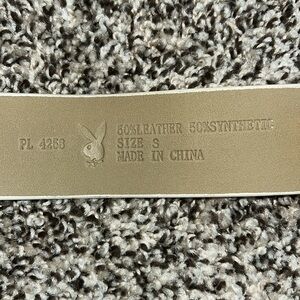 50%LEATHER 50%SYNTHETIC
PL 4258 SIZE S
MADE IN CHINA